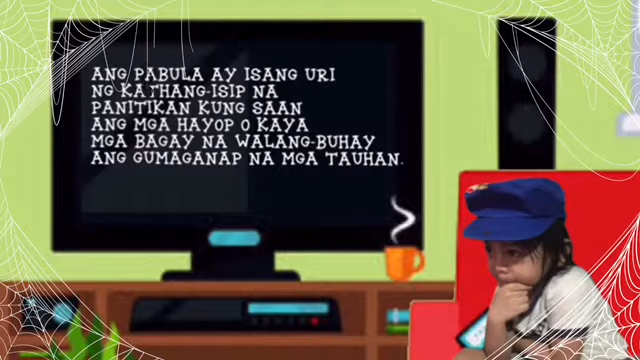 ANG PABULA AY ISANG URI
NG KATHANG-ISIP NA
PANITIKAN KUNG SAAN
ANG MGA HAYOP O KAYA
MGA BAGAY NA WALANG-BUHAY
ANG GUMAGANAP NA MGA TAUHAN.